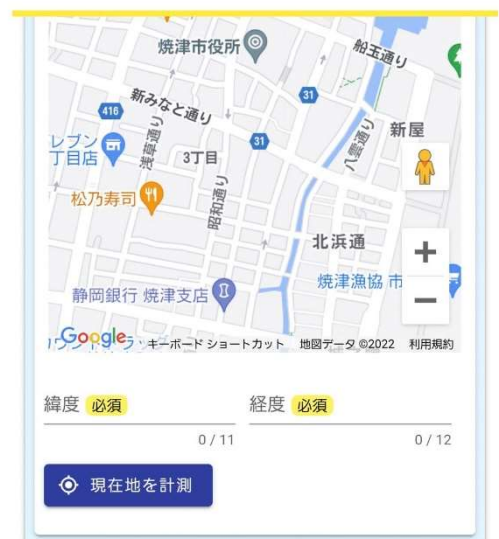 焼津市役所
船玉通り
31
416
新みなと通り
レブン
丁目店
浅草通り
3丁目
31
八雲通り
新屋
松乃寿司
昭和通り
北浜通
静岡銀行 焼津支店
焼津漁協 市
Google
キーボード ショートカット 地図データ ©2022 利用規約
緯度 必須 経度 必須
0 / 11 0 / 12
現在地を計測